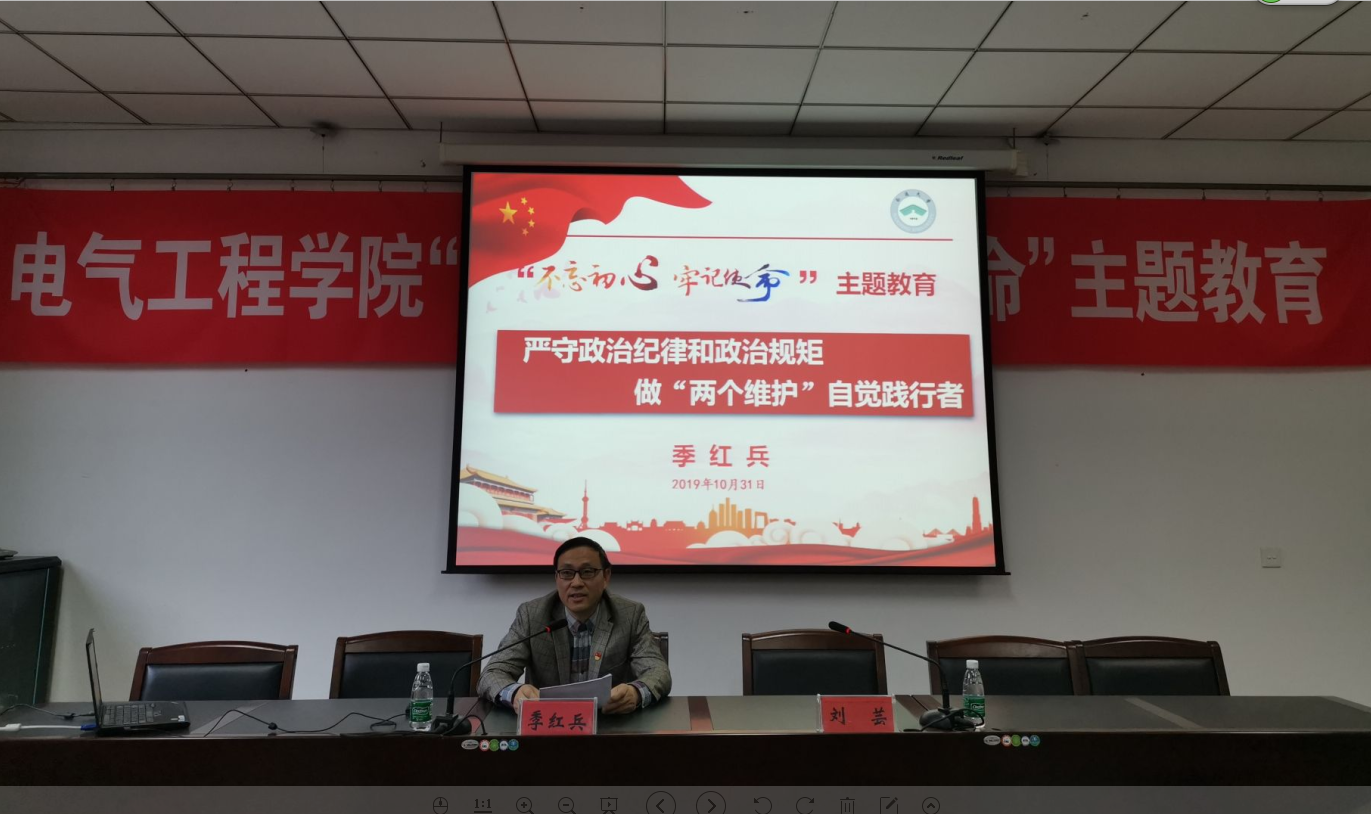 电气工程学院“
命”主题教育
“不忘初心 牢记使命” 主题教育
严守政治纪律和政治规矩
做“两个维护”自觉践行者
季 红 兵
2019年10月31日
季红兵
刘 芸
1:1